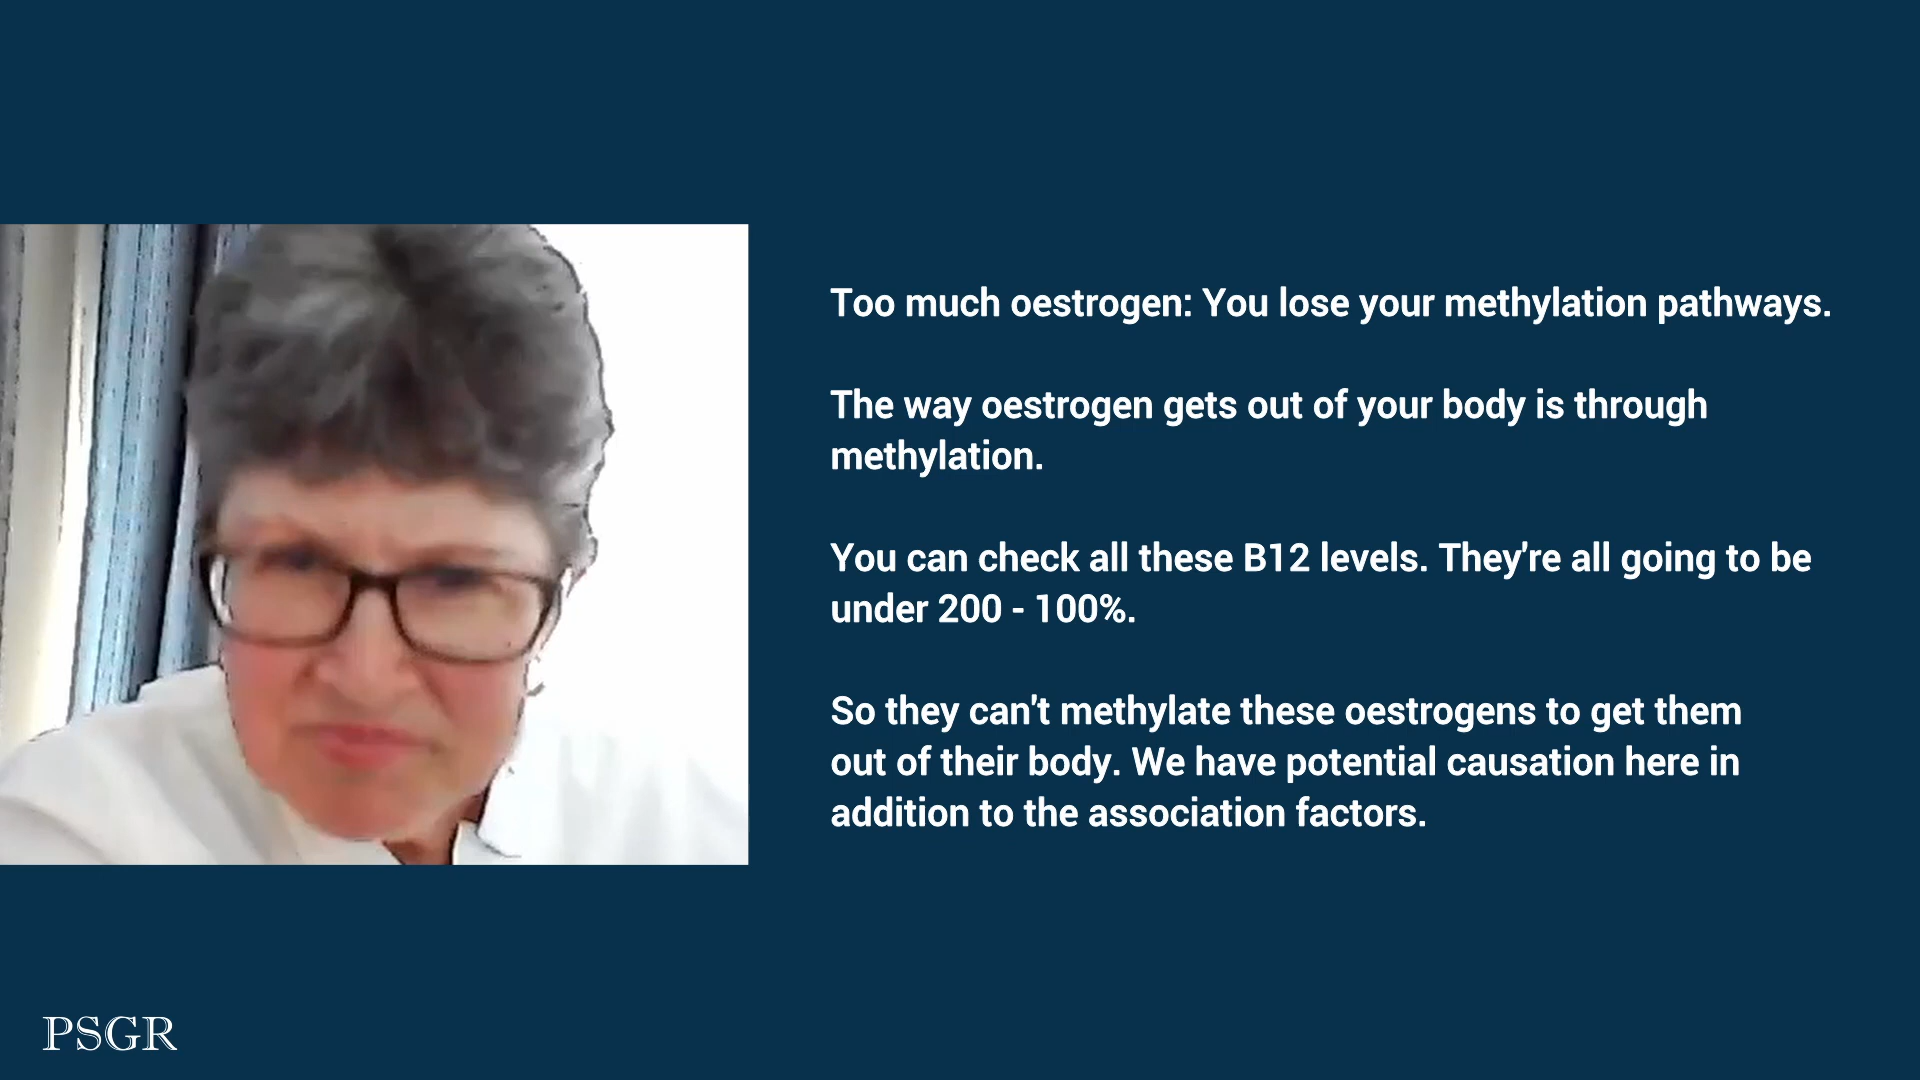 Too much oestrogen: You lose your methylation pathways.
The way oestrogen gets out of your body is through
methylation.
You can check all these B12 levels. They're all going to be
under 200 - 100%.
So they can't methylate these oestrogens to get them
out of their body. We have potential causation here in
addition to the association factors.
PSGR